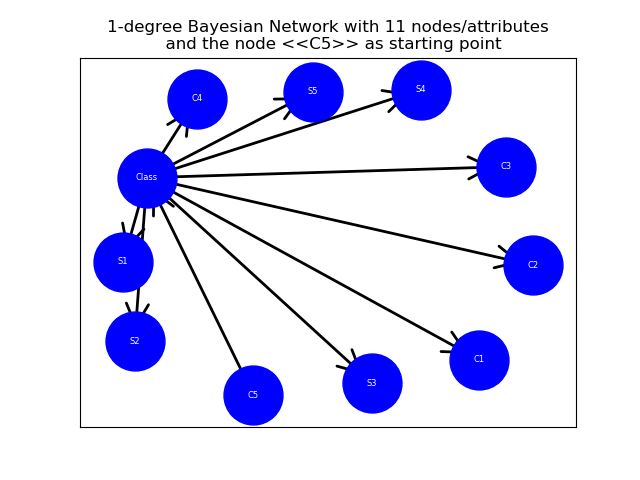 1-degree Bayesian Network with 11 nodes/attributes
and the node <<C5>> as starting point
S4
S5
C4
C3
Class
S1
C2
S2
C1
S3
C5